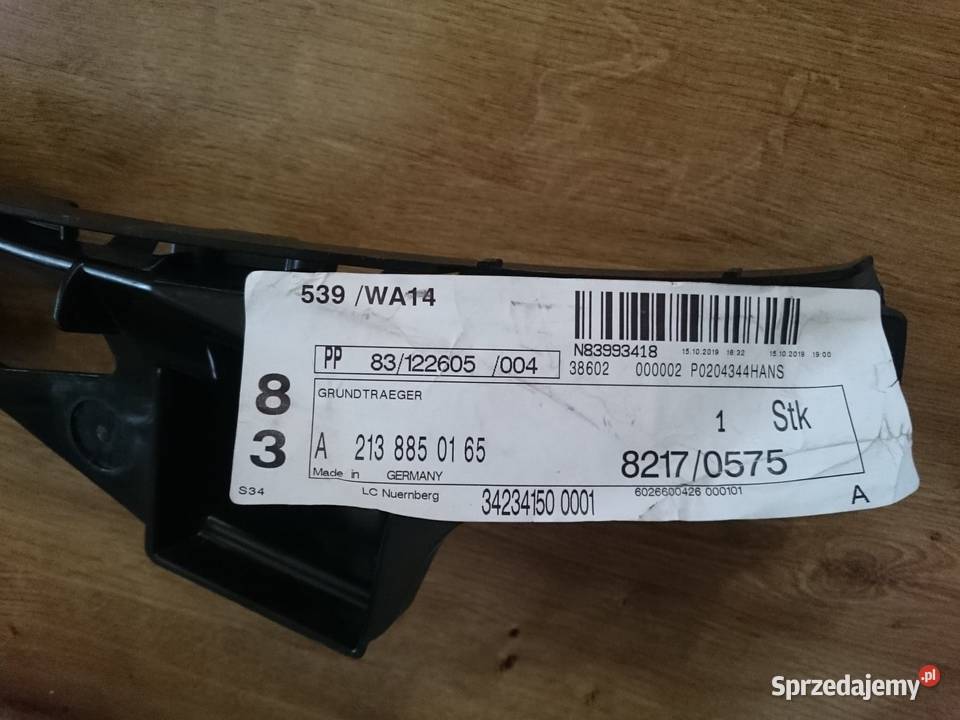 539 /WA14
N83993418 15.10.2019 16:32 15.10.2019 19:00
PP 83/122605 /004
38602 000002 P0204344HANS
8
3
GRUNDTRAEGER
1 Stk
A 213 885 01 65
8217/0575
Made in GERMANY
S34
LC Nuernberg
34234150 0001
6026600426 000101
A
Sprzedajemy.pl